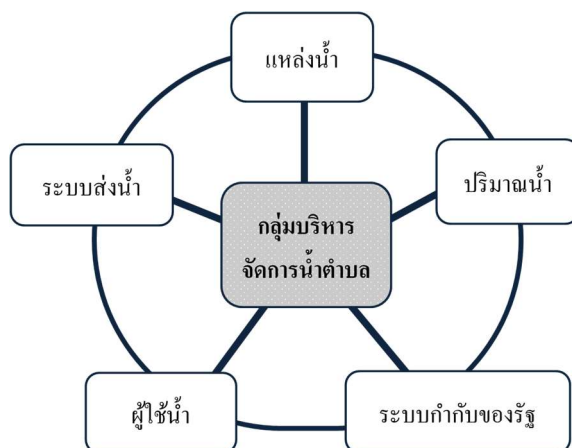 แหล่งน้ำ
ระบบส่งน้ำ
ปริมาณน้ำ
กลุ่มบริหาร
จัดการน้ำตำบล
ผู้ใช้น้ำ
ระบบกำกับของรัฐ